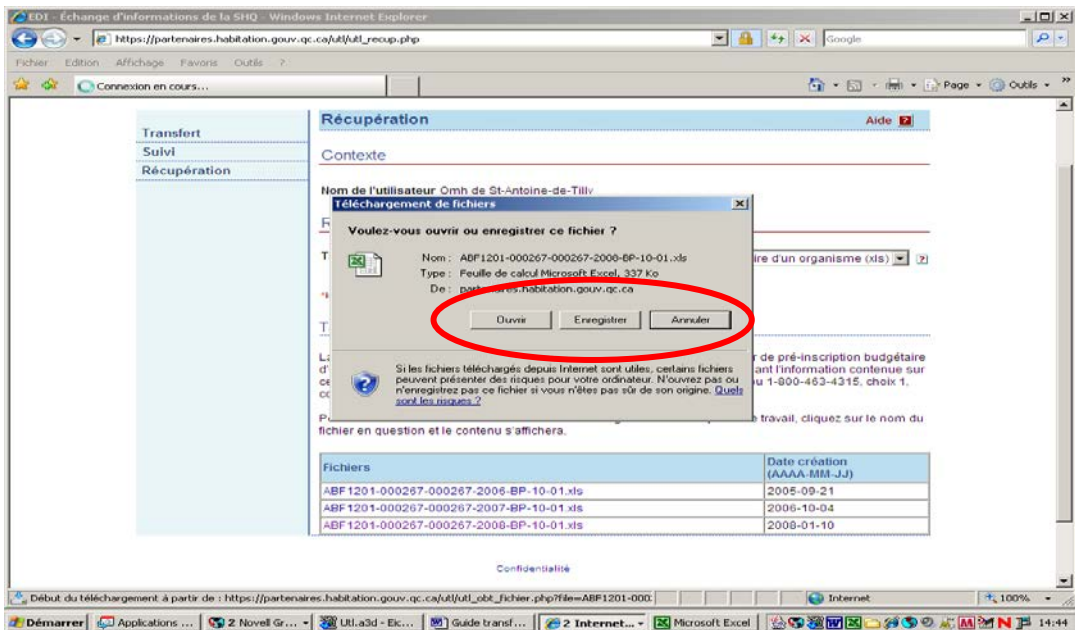 EDI - Échange d'informations de la SHQ - Windows Internet Explorer
https://partenaires.habitation.gouv.qc.ca/utl/utl_recup.php
Google
Fichier Edition Affichage Favoris Outils ?
Connexion en cours...
Page Outils
Récupération
Aide
Transfert
Suivi
Récupération
Contexte
Nom de l'utilisateur Omh de St-Antoine-de-Tilly
Téléchargement de fichiers
Voulez-vous ouvrir ou enregistrer ce fichier ?
Nom : ABF1201-000267-000267-2008-BP-10-01.xls
ire d'un organisme (xls)
Type : Feuille de calcul Microsoft Excel, 337 Ko
De : partenaires.habitation.gouv.qc.ca
Ouvrir Enregistrer Annuler
Si les fichiers téléchargés depuis Internet sont utiles, certains fichiers
peuvent présenter des risques pour votre ordinateur. N'ouvrez pas ou
n'enregistrez pas ce fichier si vous n'êtes pas sûr de son origine. Quels
sont les risques ?
r de pré-inscription budgétaire
ant l'information contenue sur
u 1-800-463-4315, choix 1.
e travail, cliquez sur le nom du
fichier en question et le contenu s'affichera.
Fichiers
Date création
(AAAA-MM-JJ)
ABF1201-000267-000267-2006-BP-10-01.xls 2005-09-21
ABF1201-000267-000267-2007-BP-10-01.xls 2006-10-04
ABF1201-000267-000267-2008-BP-10-01.xls 2008-01-10
Confidentialité
Début du téléchargement à partir de : https://partenaires.habitation.gouv.qc.ca/utl/utl_obt_fichier.php?file=ABF1201-000
Internet
100%
Démarrer
Applications ...
2 Novell Gr...
Utl.a3d - Eic...
Guide transf...
2 Internet...
Microsoft Excel
14:44